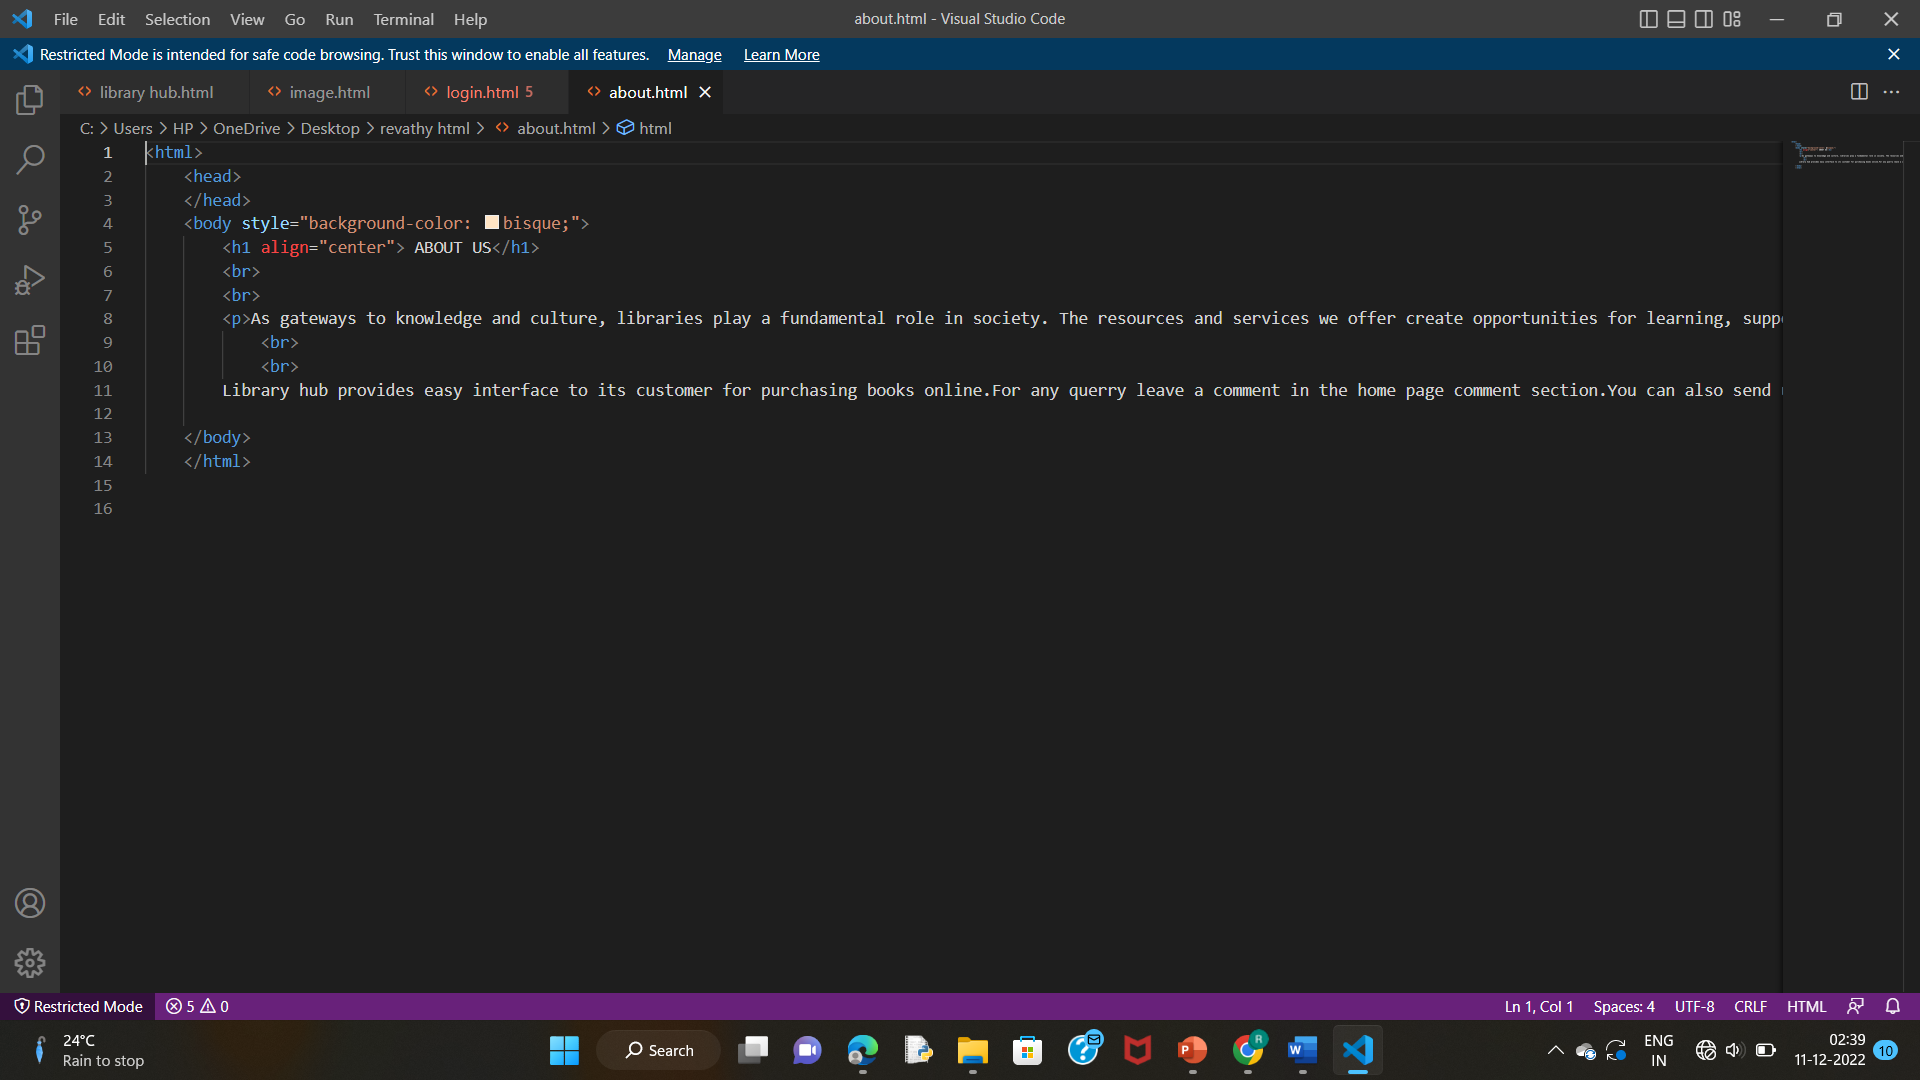 File Edit Selection View Go Run Terminal Help about.html - Visual Studio Code
Restricted Mode is intended for safe code browsing. Trust this window to enable all features. Manage Learn More
library hub.html image.html login.html 5 about.html
C: > Users > HP > OneDrive > Desktop > revathy html > about.html > html
1 <html>
2 <head>
3 </head>
4 <body style="background-color: bisque;">
5 <h1 align="center"> ABOUT US</h1>
6 <br>
7 <br>
8 <p>As gateways to knowledge and culture, libraries play a fundamental role in society. The resources and services we offer create opportunities for learning,
9 <br>
10 <br>
11 Library hub provides easy interface to its customer for purchasing books online.For any querry leave a comment in the home page comment section.You can also send
12
13 </body>
14 </html>
15
16
Restricted Mode 5 0 Ln 1, Col 1 Spaces: 4 UTF-8 CRLF HTML
24°C
Rain to stop
Search
R
P
W
ENG
IN
02:39
11-12-2022
10